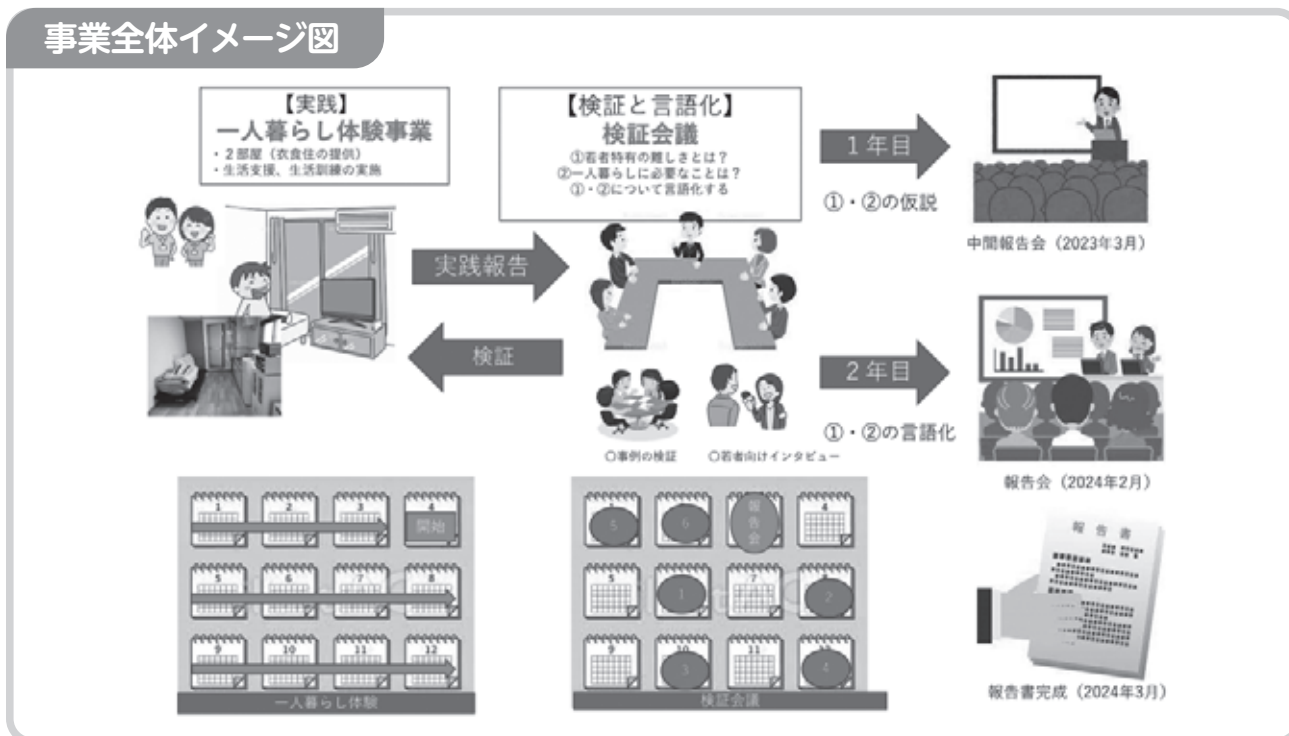 事業全体イメージ図
【実践】
一人暮らし体験事業
・2部屋(衣食住の提供)
・生活支援、生活訓練の実施
【検証と言語化】
検証会議
①若者特有の難しさとは?
②一人暮らしに必要なことは?
①・②について言語化する
1年目
①・②の仮説
中間報告会(2023年3月)
実践報告
検証
2年目
①・②の言語化
報告会(2024年2月)
〇事例の検証
〇若者向けインタビュー
1 2 3 4
開始
5 6 7 8
9 10 11 12
一人暮らし体験
5 6 報告会 4
5 1 7 2
9 10 3 11 4
検証会議
報告書
報告書完成(2024年3月)